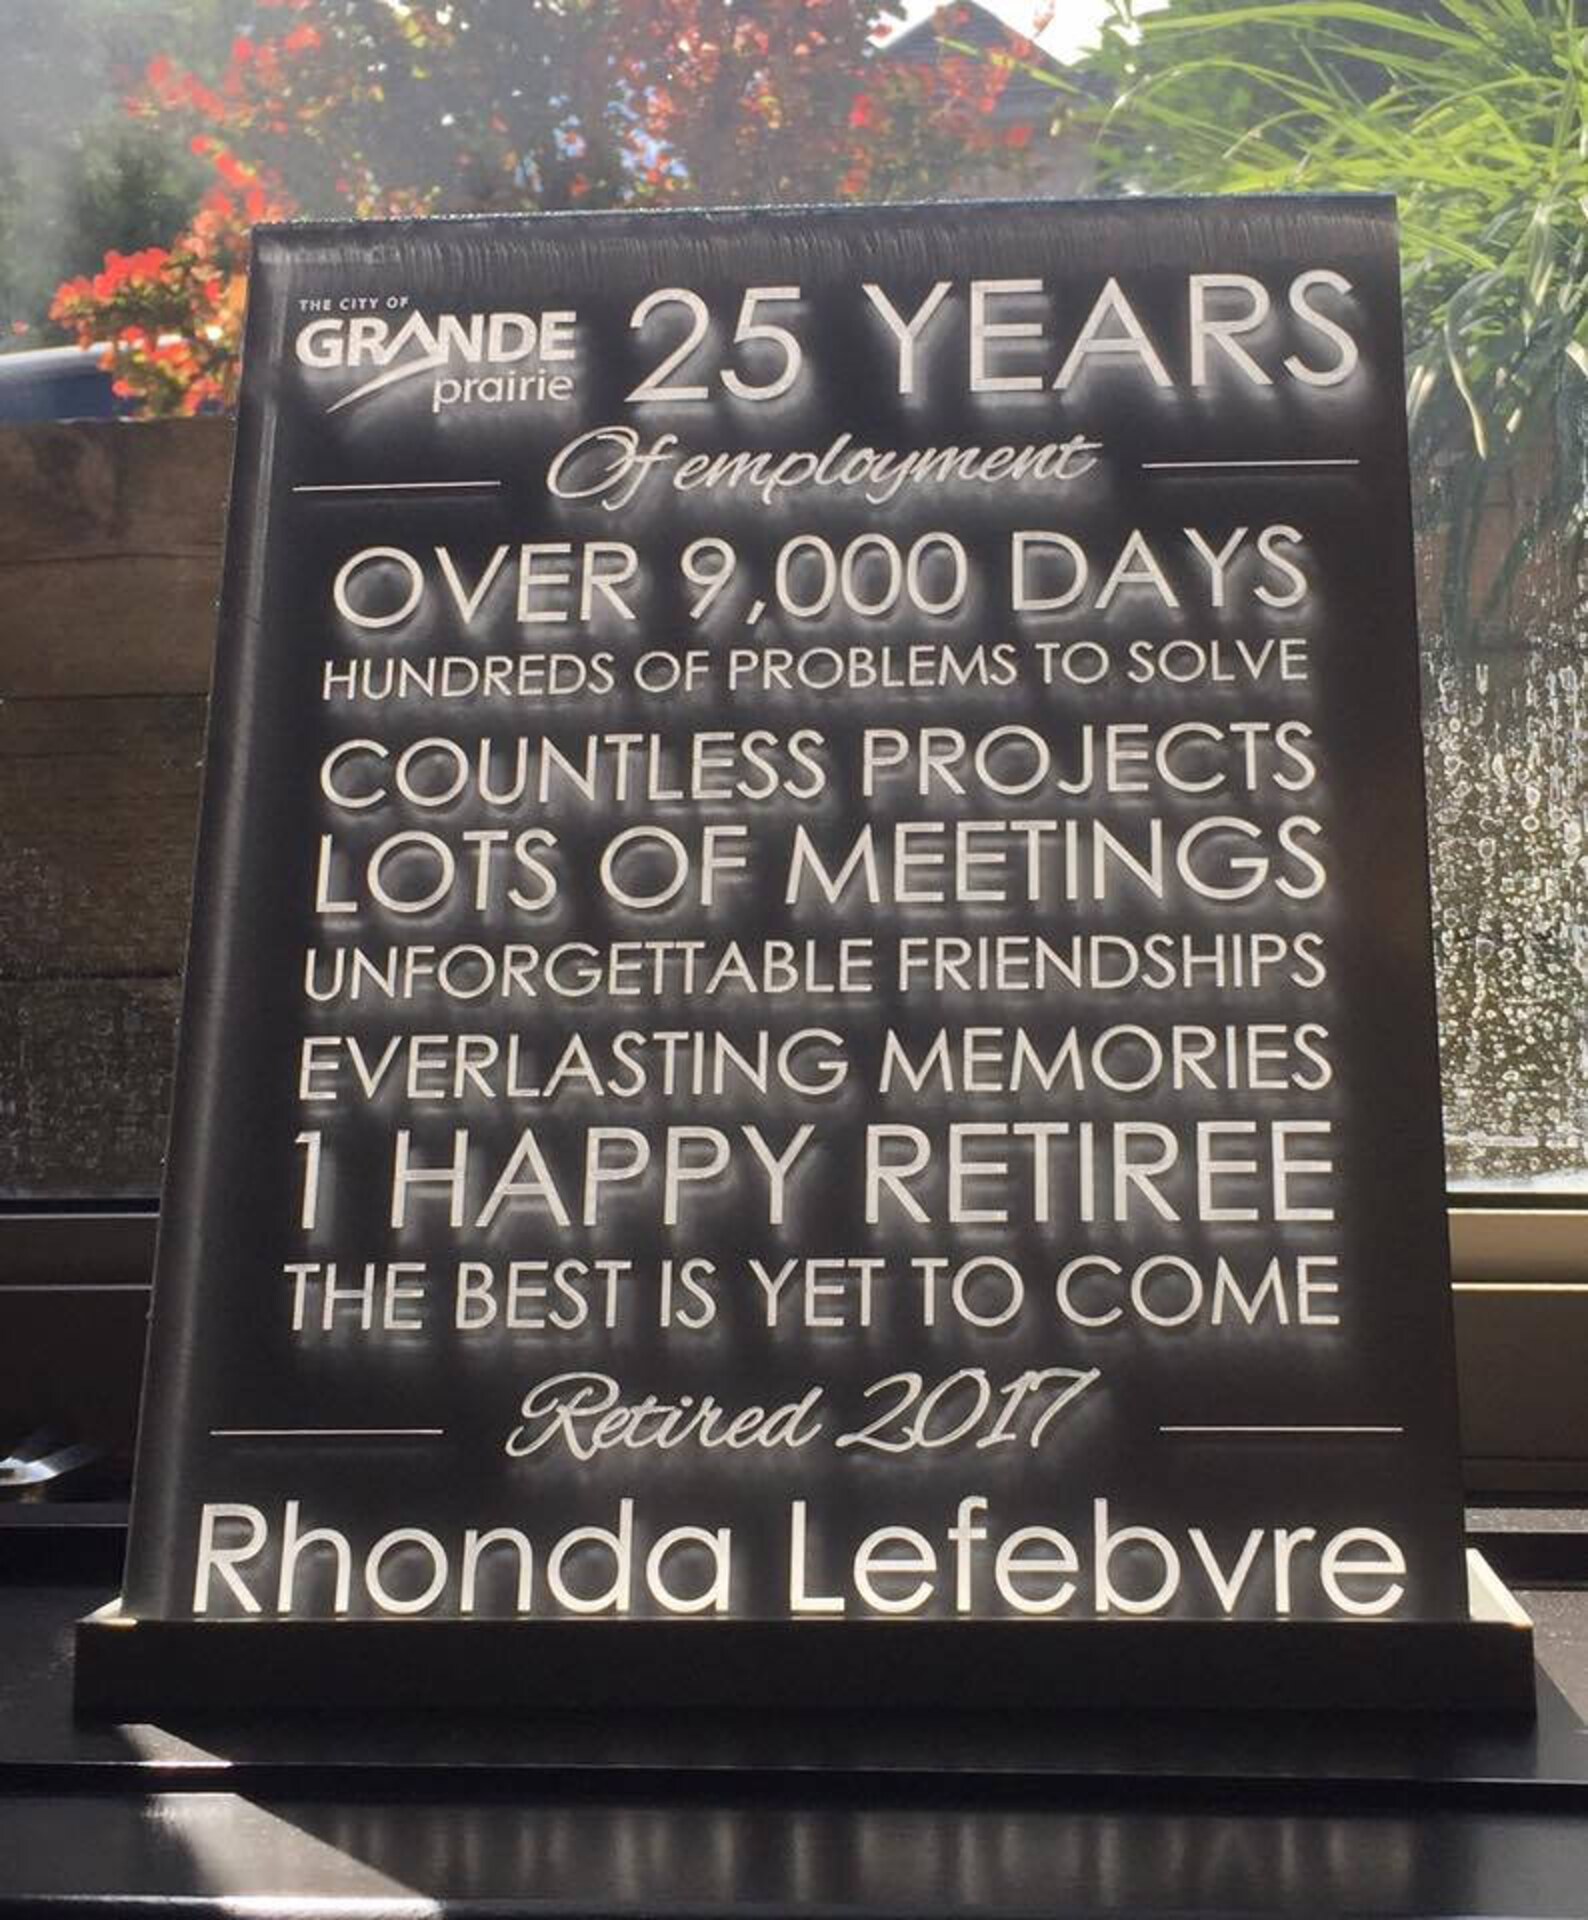 THE CITY OF
GRANDE
prairie
25 YEARS
Of employment
OVER 9,000 DAYS
HUNDREDS OF PROBLEMS TO SOLVE
COUNTLESS PROJECTS
LOTS OF MEETINGS
UNFORGETTABLE FRIENDSHIPS
EVERLASTING MEMORIES
1 HAPPY RETIREE
THE BEST IS YET TO COME
Retired 2017
Rhonda Lefebvre